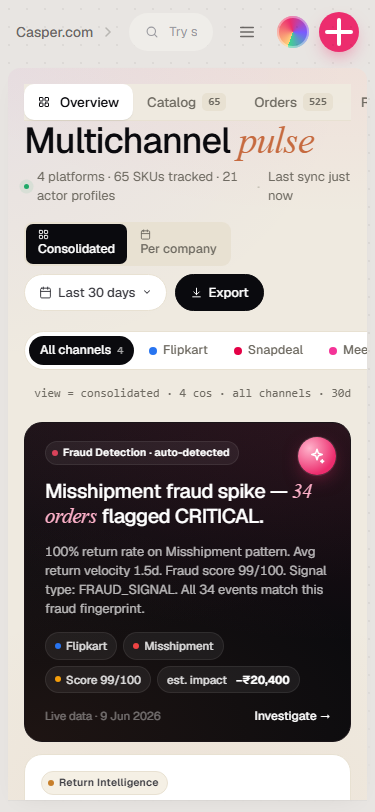 Casper.com
Try s
Overview
Catalog 65
Orders 525
Multichannel pulse
4 platforms · 65 SKUs tracked · 21
actor profiles
· Last sync just
now
Consolidated
Per company
Last 30 days
Export
All channels 4
Flipkart
Snapdeal
Mee
view = consolidated · 4 cos · all channels · 30d
Fraud Detection · auto-detected
Misshipment fraud spike — 34
orders flagged CRITICAL.
100% return rate on Misshipment pattern. Avg
return velocity 1.5d. Fraud score 99/100. Signal
type: FRAUD_SIGNAL. All 34 events match this
fraud fingerprint.
Flipkart
Misshipment
Score 99/100
est. impact –₹20,400
Live data · 9 Jun 2026
Investigate →
Return Intelligence